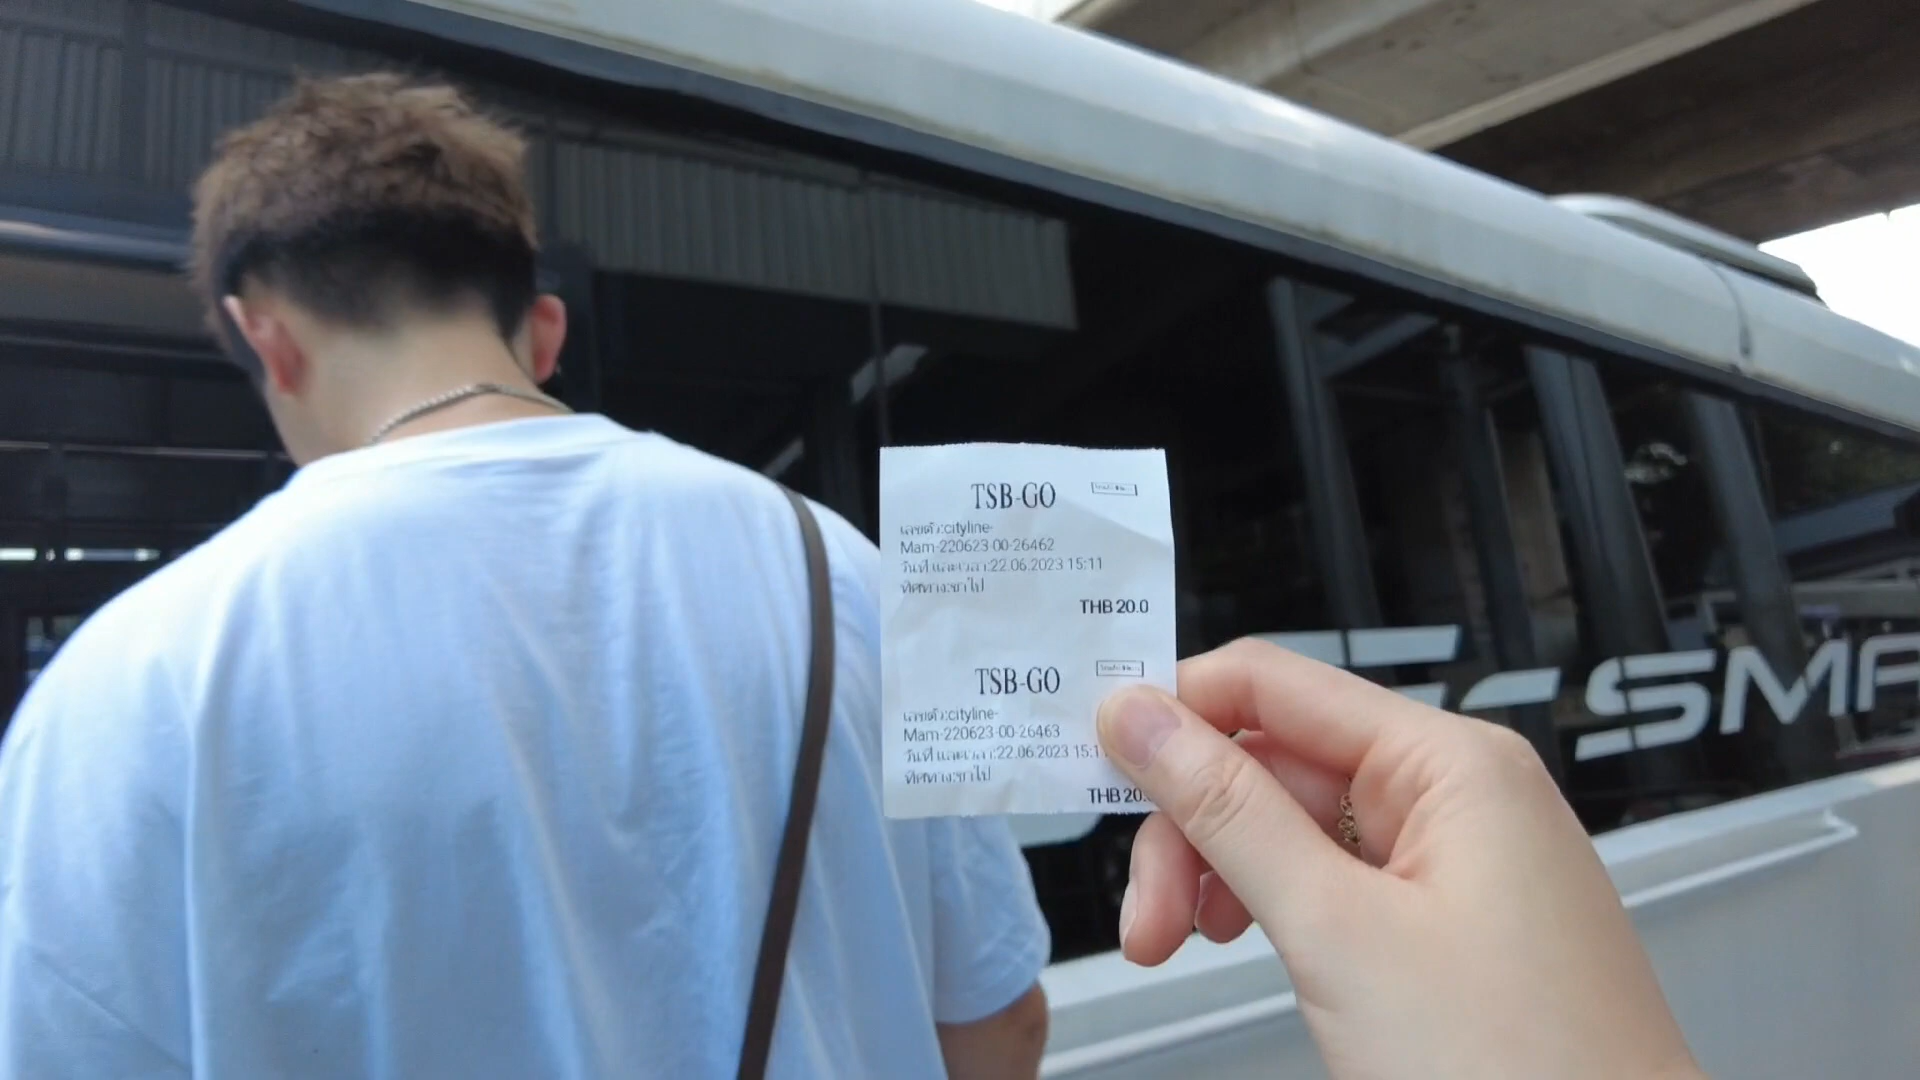 TSB-GO
เลขตั๋ว:cityline-
Mam-220623-00-26462
วันที่และเวลา:22.06.2023 15:11
ทิศทาง:ขาไป
THB 20.0
TSB-GO
เลขตั๋ว:cityline-
Mam-220623-00-26463
วันที่และเวลา:22.06.2023 15:1
ทิศทาง:ขาไป
THB 20.
SMA